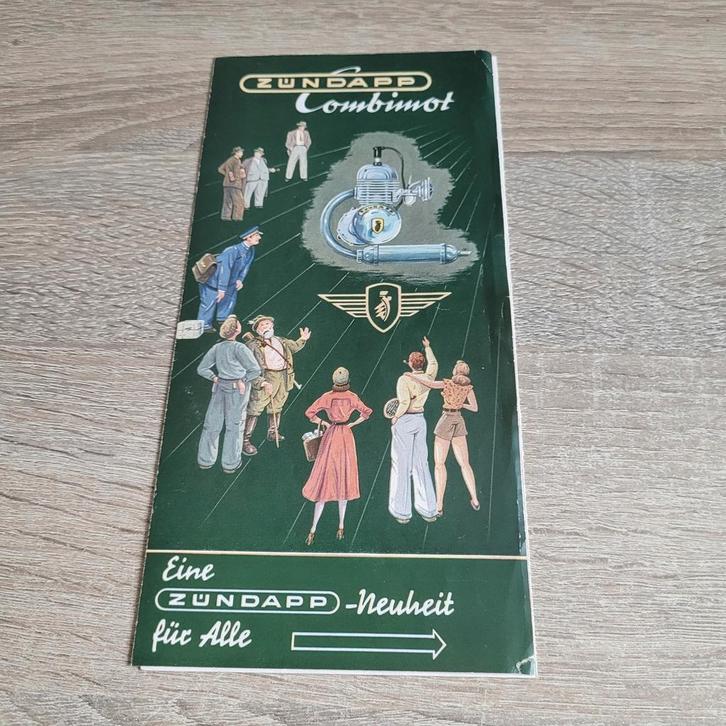 ZÜNDAPP
Combimot
Eine
ZÜNDAPP-Neuheit
für Alle